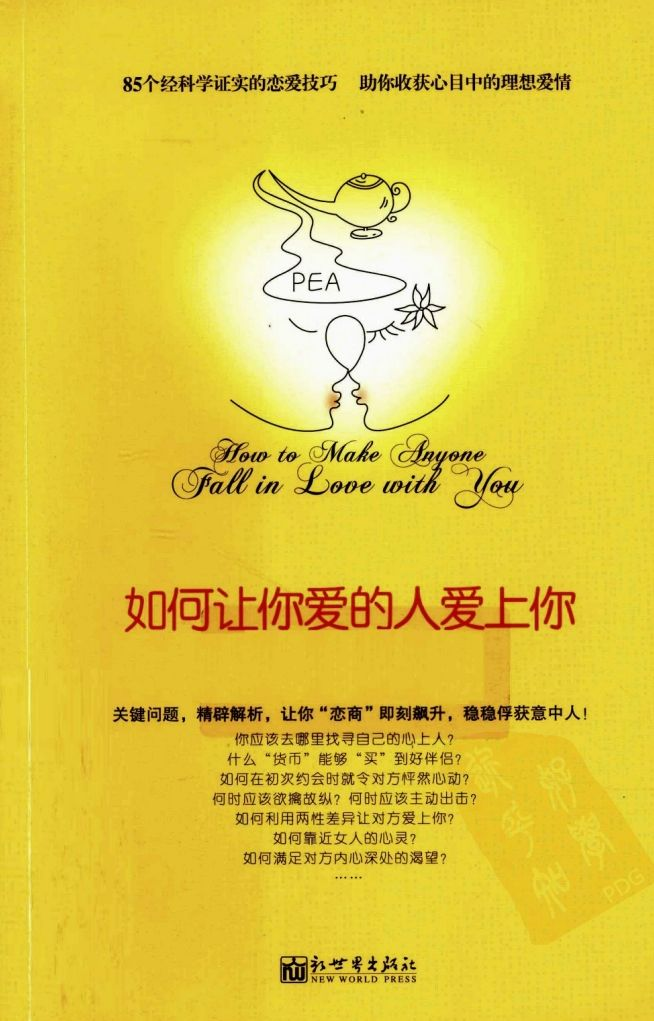 85个经科学证实的恋爱技巧 助你收获心目中的理想爱情
PEA
How to Make Anyone
Fall in Love with You
如何让你爱的人爱上你
关键问题，精辟解析，让你“恋商”即刻飙升，稳稳俘获意中人！
你应该去哪里找寻自己的心上人？
什么“货币”能够“买”到好伴侣？
如何在初次约会时就令对方怦然心动？
何时应该欲擒故纵？何时应该主动出击？
如何利用两性差异让对方爱上你？
如何靠近女人的心灵？
如何满足对方内心深处的渴望？
……
PDG
新世界出版社
NEW WORLD PRESS